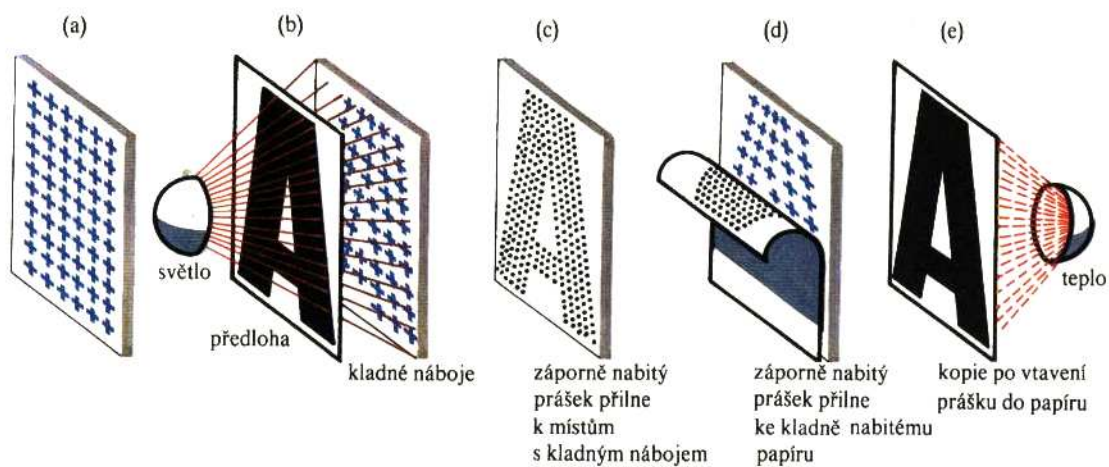 (a)
(b)
(c)
(d)
(e)
A
A
A
světlo
předloha
kladné náboje
záporně nabitý
prášek přilne
k místům
s kladným nábojem
záporně nabitý
prášek přilne
ke kladně nabitému
papíru
teplo
kopie po vtavení
prášku do papíru